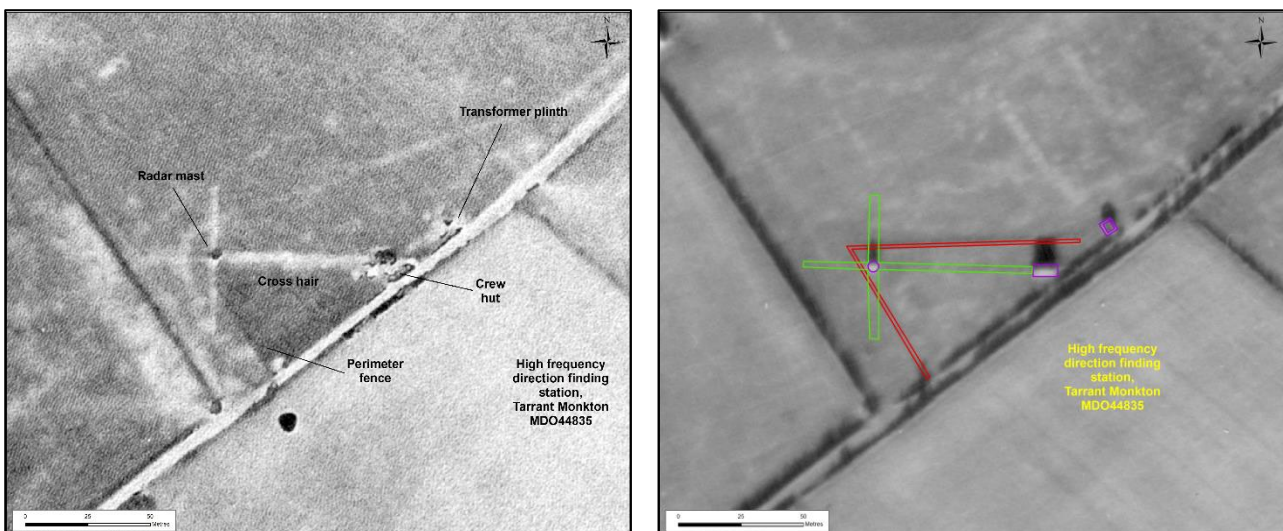 N
Transformer plinth
Radar mast
Cross hair
Crew
hut
Perimeter
fence
High frequency
direction finding
station,
Tarrant Monkton
MDO44835
0 25 50
Metres
N
High frequency
direction finding
station,
Tarrant Monkton
MDO44835
0 25 50
Metres